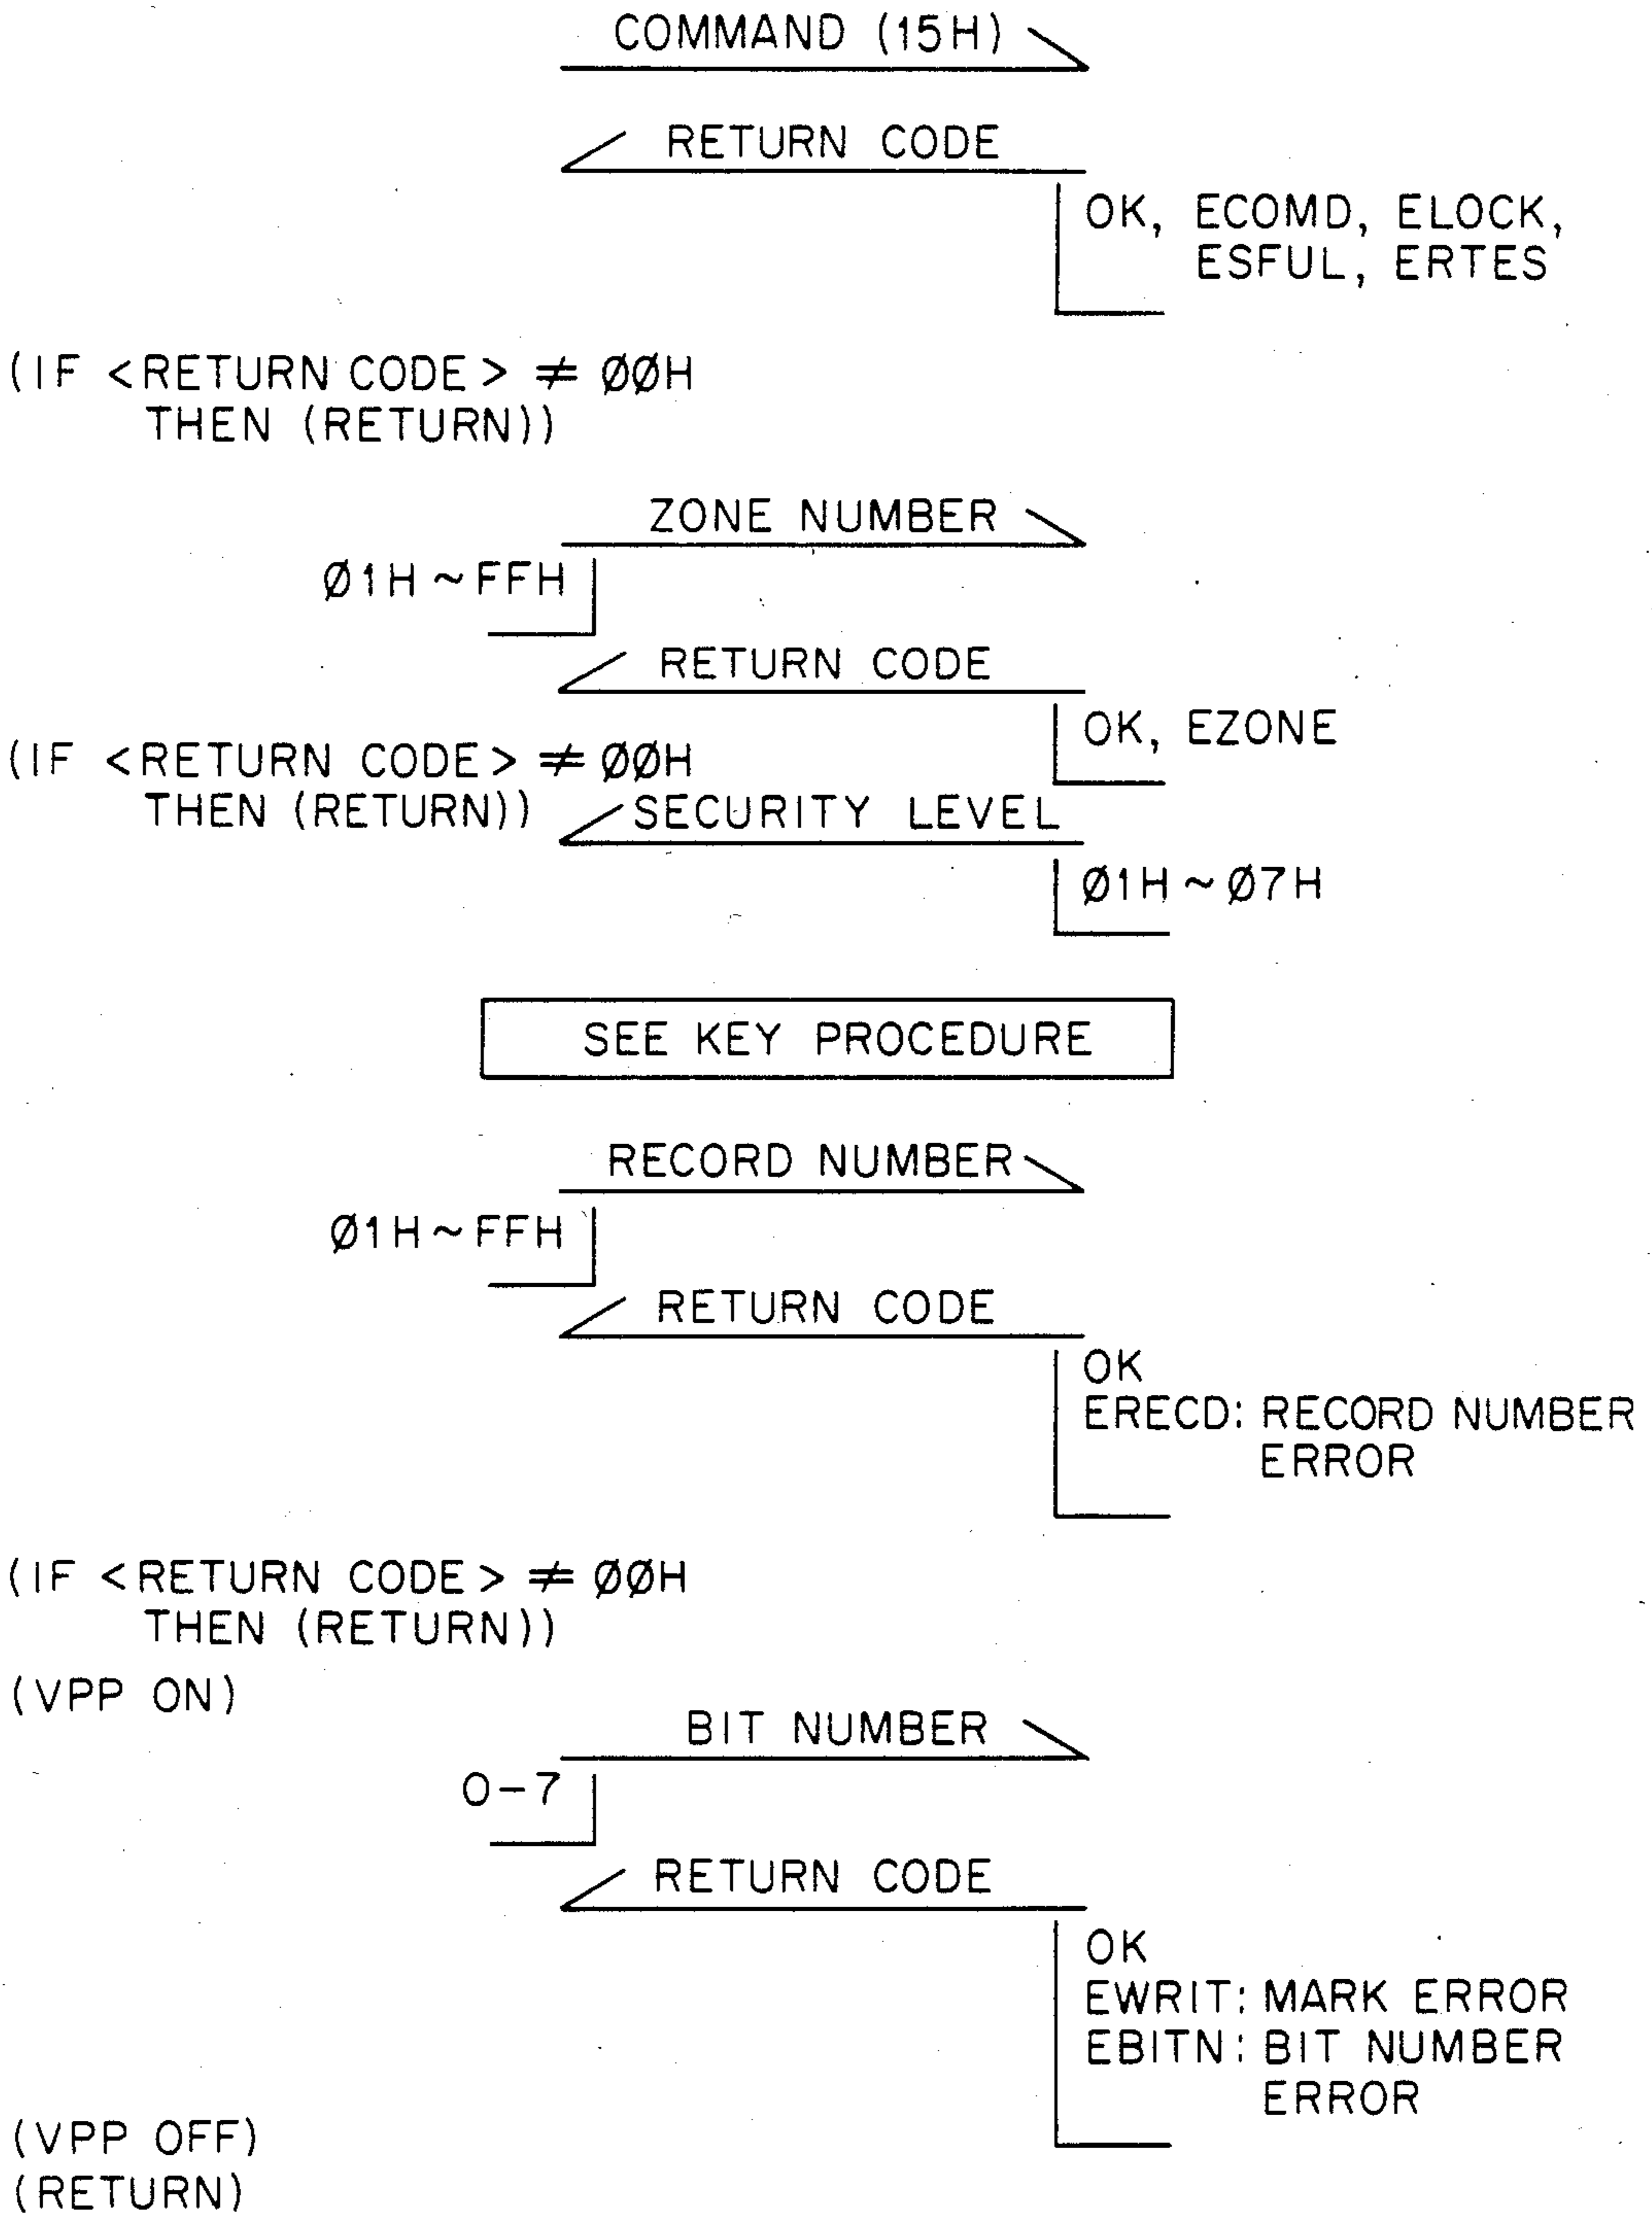 COMMAND (15H)
RETURN CODE
OK, ECOMD, ELOCK,
ESFUL, ERTES
(IF <RETURN CODE> ≠ ØØH
THEN (RETURN))
ZONE NUMBER
Ø1H ~ FFH
RETURN CODE
OK, EZONE
(IF <RETURN CODE> ≠ ØØH
THEN (RETURN))
SECURITY LEVEL
Ø1H ~ Ø7H
SEE KEY PROCEDURE
RECORD NUMBER
Ø1H ~ FFH
RETURN CODE
OK
ERECD: RECORD NUMBER
ERROR
(IF <RETURN CODE> ≠ ØØH
THEN (RETURN))
(VPP ON)
BIT NUMBER
0-7
RETURN CODE
OK
EWRIT: MARK ERROR
EBITN: BIT NUMBER
ERROR
(VPP OFF)
(RETURN)